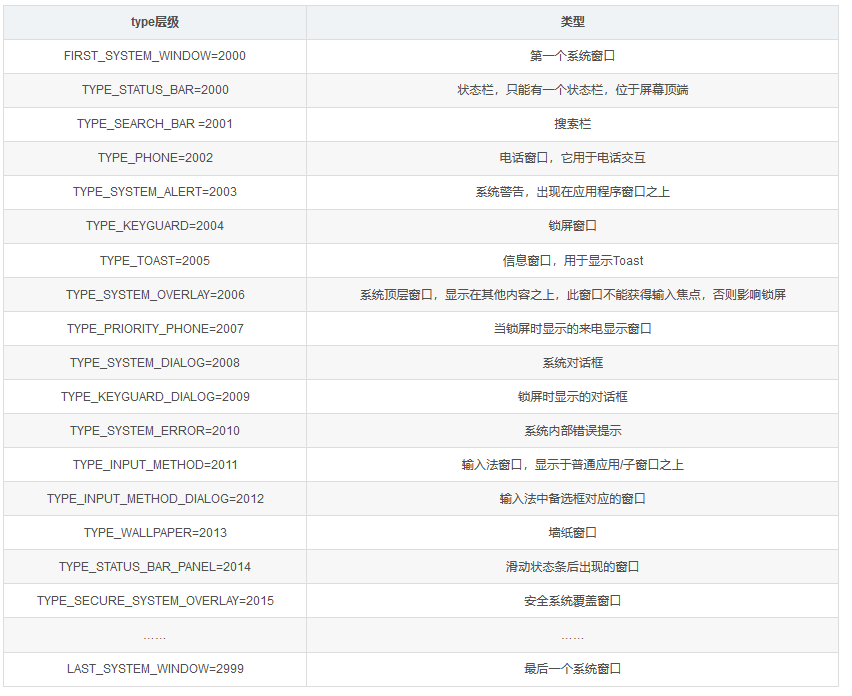 type层级 类型
FIRST_SYSTEM_WINDOW=2000 第一个系统窗口
TYPE_STATUS_BAR=2000 状态栏，只能有一个状态栏，位于屏幕顶端
TYPE_SEARCH_BAR =2001 搜索栏
TYPE_PHONE=2002 电话窗口，它用于电话交互
TYPE_SYSTEM_ALERT=2003 系统警告，出现在应用程序窗口之上
TYPE_KEYGUARD=2004 锁屏窗口
TYPE_TOAST=2005 信息窗口，用于显示Toast
TYPE_SYSTEM_OVERLAY=2006 系统顶层窗口，显示在其他内容之上，此窗口不能获得输入焦点，否则影响锁屏
TYPE_PRIORITY_PHONE=2007 当锁屏时显示的来电显示窗口
TYPE_SYSTEM_DIALOG=2008 系统对话框
TYPE_KEYGUARD_DIALOG=2009 锁屏时显示的对话框
TYPE_SYSTEM_ERROR=2010 系统内部错误提示
TYPE_INPUT_METHOD=2011 输入法窗口，显示于普通应用/子窗口之上
TYPE_INPUT_METHOD_DIALOG=2012 输入法中备选框对应的窗口
TYPE_WALLPAPER=2013 墙纸窗口
TYPE_STATUS_BAR_PANEL=2014 滑动状态条后出现的窗口
TYPE_SECURE_SYSTEM_OVERLAY=2015 安全系统覆盖窗口
…… ……
LAST_SYSTEM_WINDOW=2999 最后一个系统窗口